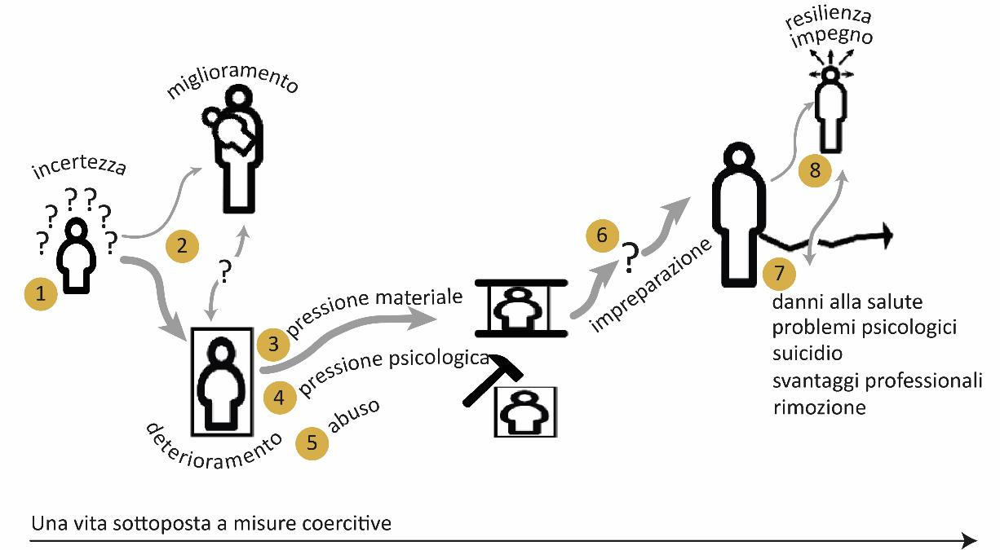 resilienza
impegno
miglioramento
incertezza
? ? ? ? ? ?
1
2
?
3
pressione materiale
4
pressione psicologica
5
abuso
deterioramento
6
?
impreparazione
8
7
danni alla salute
problemi psicologici
suicidio
svantaggi professionali
rimozione
Una vita sottoposta a misure coercitive